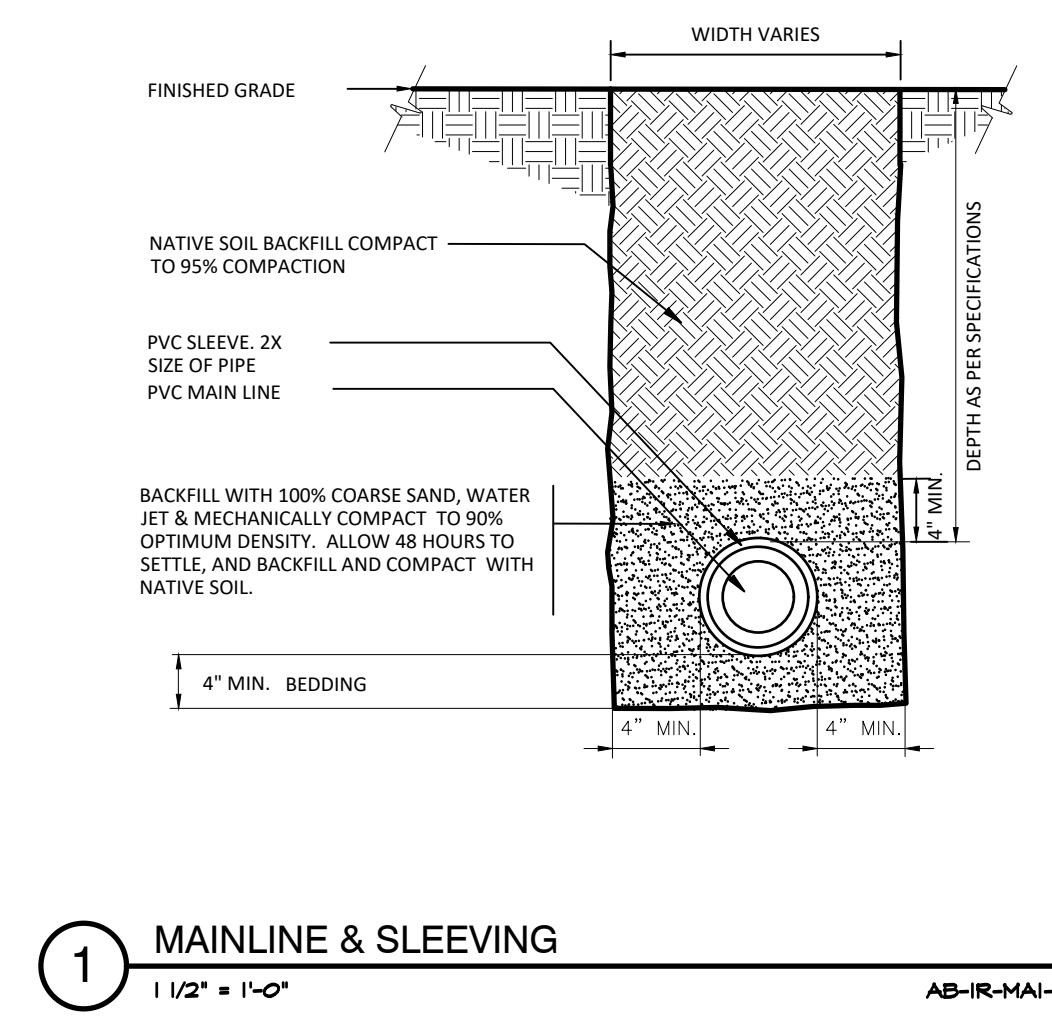 WIDTH VARIES
FINISHED GRADE
NATIVE SOIL BACKFILL COMPACT
TO 95% COMPACTION
DEPTH AS PER SPECIFICATIONS
PVC SLEEVE. 2X
SIZE OF PIPE
PVC MAIN LINE
4" MIN.
BACKFILL WITH 100% COARSE SAND, WATER
JET & MECHANICALLY COMPACT TO 90%
OPTIMUM DENSITY. ALLOW 48 HOURS TO
SETTLE, AND BACKFILL AND COMPACT WITH
NATIVE SOIL.
4" MIN. BEDDING
4" MIN.
4" MIN.
1
MAINLINE & SLEEVING
1 1/2" = 1'-0"
AB-IR-MAI-